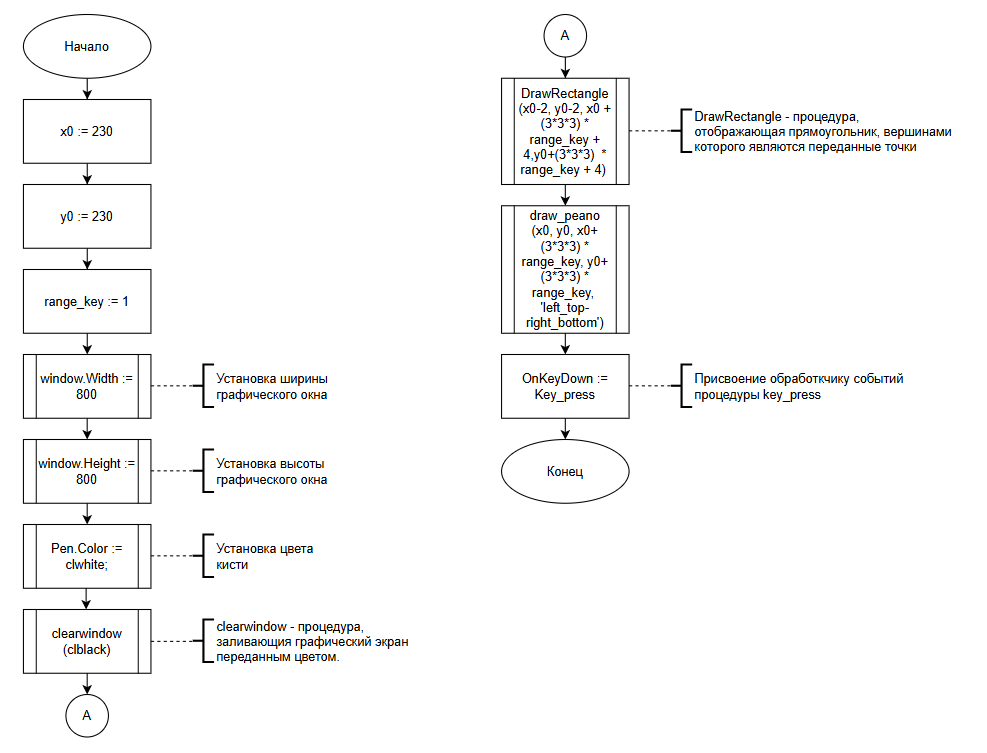 Начало
x0 := 230
y0 := 230
range_key := 1
window.Width :=
800
Установка ширины
графического окна
window.Height :=
800
Установка высоты
графического окна
Pen.Color :=
clwhite;
Установка цвета
кисти
clearwindow
(clblack)
clearwindow - процедура,
заливающия графический экран
переданным цветом.
A
A
DrawRectangle
(x0-2, y0-2, x0 +
(3*3*3) *
range_key +
4,y0+(3*3*3) *
range_key + 4)
DrawRectangle - процедура,
отображающая прямоугольник, вершинами
которого являются переданные точки
draw_peano
(x0, y0, x0+
(3*3*3) *
range_key, y0+
(3*3*3) *
range_key,
'left_top-
right_bottom')
OnKeyDown :=
Key_press
Присвоение обработкчику событий
процедуры key_press
Конец